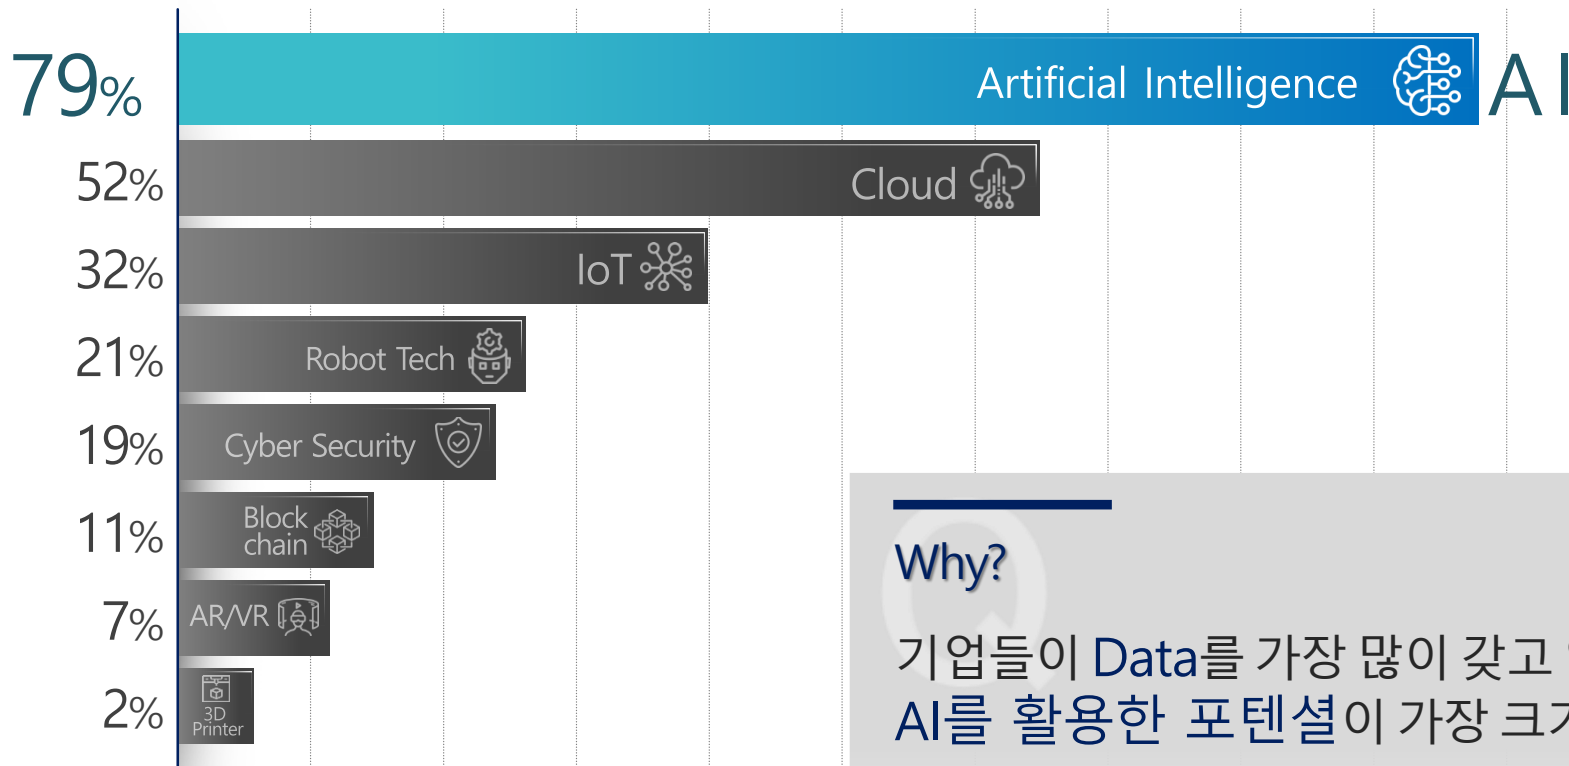 79% Artificial Intelligence AI
52% Cloud
32% IoT
21% Robot Tech
19% Cyber Security
11% Block
chain
7% AR/VR
2% 3D
Printer
Q
Why?
기업들이 Data를 가장 많이 갖고
AI를 활용한 포텐셜이 가장